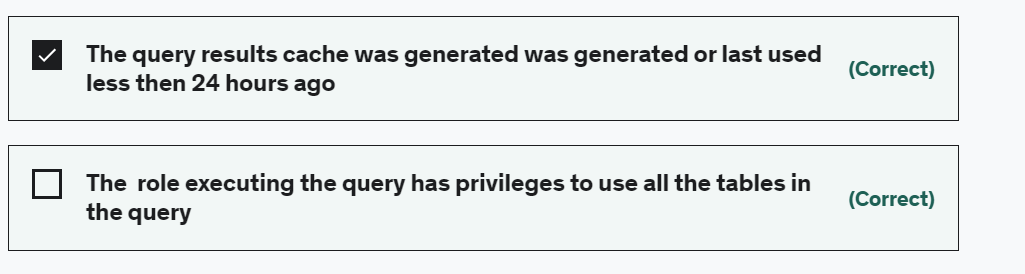 The query results cache was generated was generated or last used
less then 24 hours ago
(Correct)
The  role executing the query has privileges to use all the tables in
the query
(Correct)